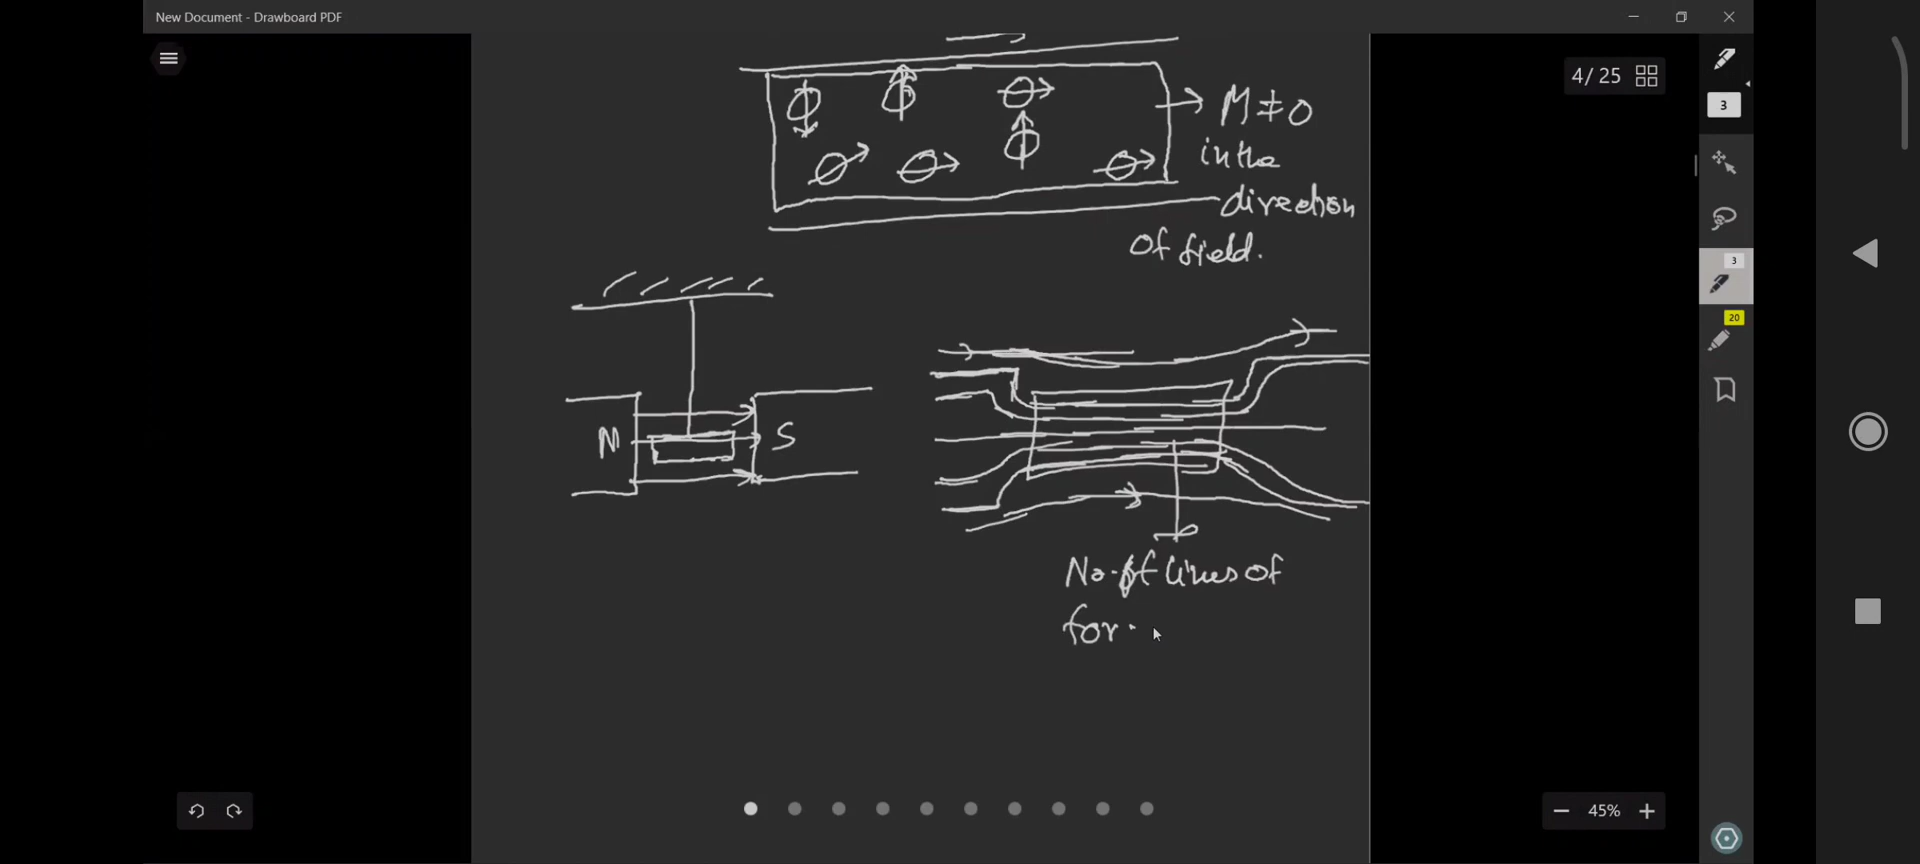 New Document - Drawboard PDF
4/ 25
3
3
20
M ≠ 0
in the
direction
of field.
N
S
No. of lines of
for.
45%